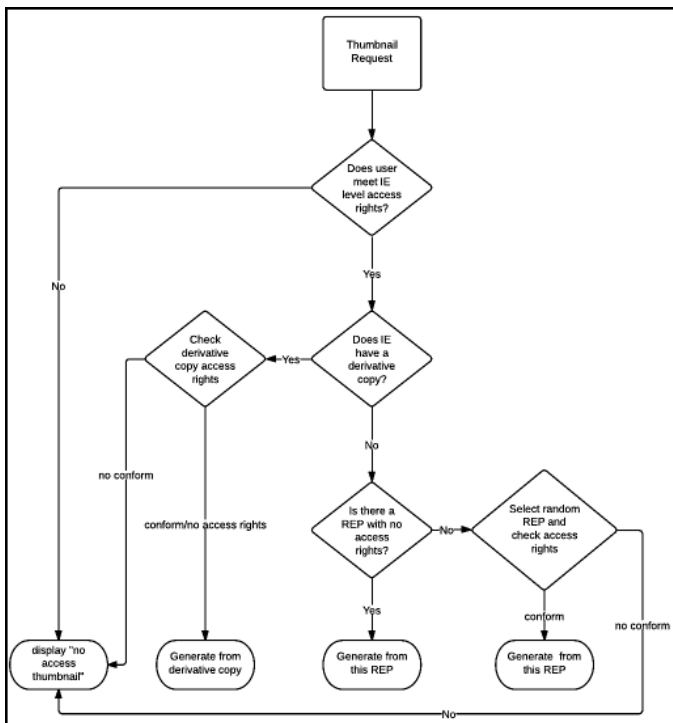 Thumbnail
Request
Does user
meet IE
level access
rights?
No
Yes
Check
derivative
copy access
rights
Yes
Does IE
have a
derivative
copy?
No
no conform
conform/no access rights
Is there a
REP with no
access
rights?
No
Select random
REP and
check access
rights
Yes
conform
no conform
display "no
access
thumbnail"
Generate from
derivative copy
Generate from
this REP
Generate from
this REP
No